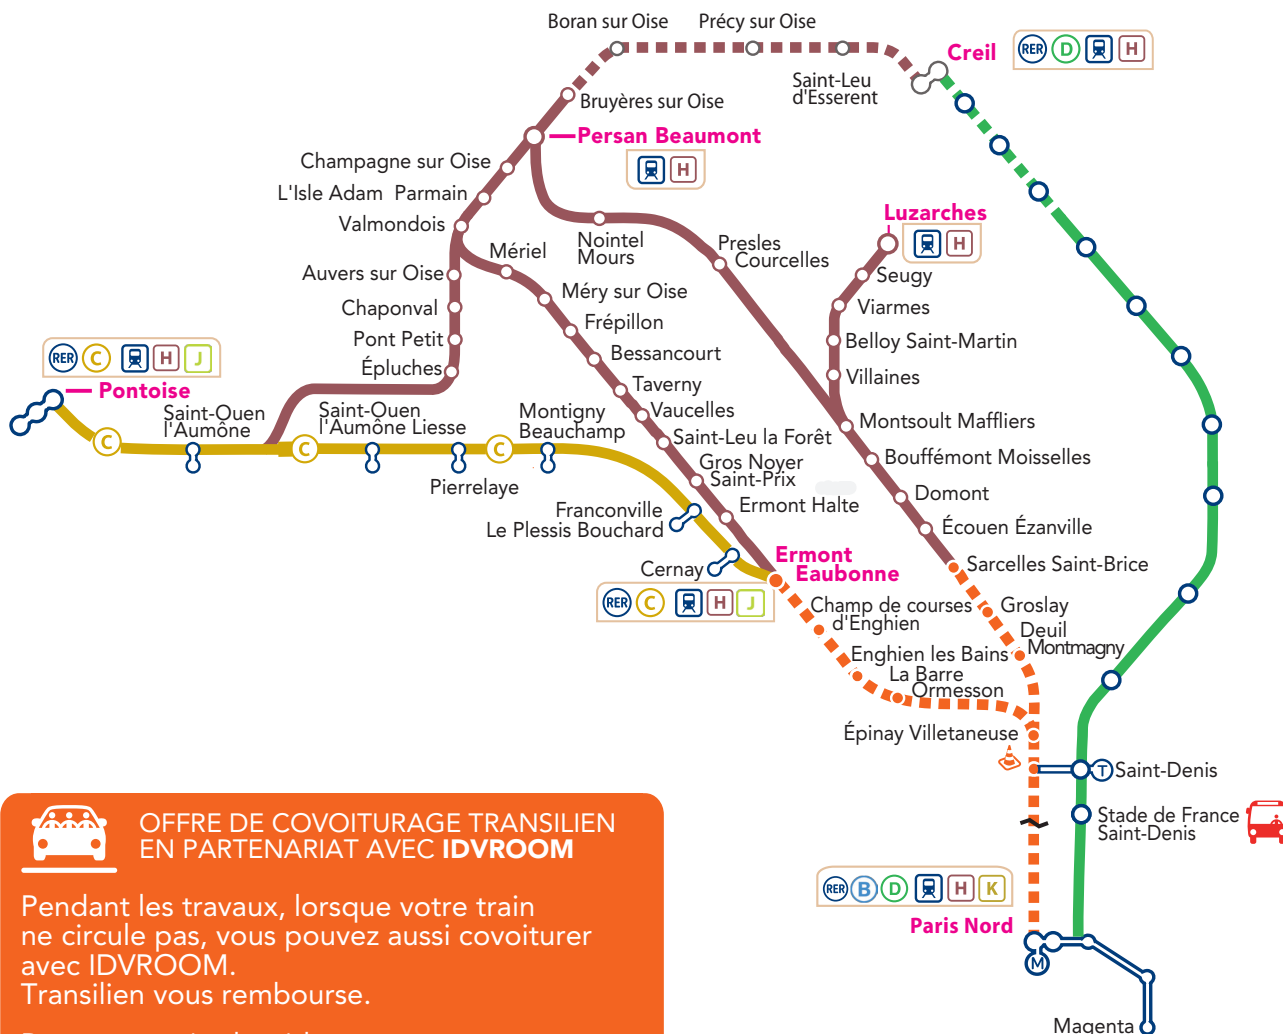 Boran sur Oise
Précy sur Oise
Creil
RER D H
Saint-Leu
d'Esserent
Bruyères sur Oise
Persan Beaumont
H
Champagne sur Oise
L'Isle Adam Parmain
Valmondois
Luzarches
H
Nointel
Mours
Presles
Courcelles
Mériel
Auvers sur Oise
Seugy
Méry sur Oise
Chaponval
Viarmes
Frépillon
Pont Petit
Belloy Saint-Martin
RER C H J
Bessancourt
Épluches
Villaines
Pontoise
Taverny
Saint-Ouen
l'Aumône
Saint-Ouen
l'Aumône Liesse
Montigny
Beauchamp
Vaucelles
Montsoult Maffliers
C
C
C
Saint-Leu la Forêt
Bouffémont Moisselles
Gros Noyer
Saint-Prix
Pierrelaye
Domont
Ermont Halte
Franconville
Le Plessis Bouchard
Écouen Ézanville
Ermont
Eaubonne
Cernay
Sarcelles Saint-Brice
RER C H J
Champ de courses
d'Enghien
Groslay
Deuil
Montmagny
Enghien les Bains
La Barre
Ormesson
Épinay Villetaneuse
T Saint-Denis
Stade de France
Saint-Denis
RER B D H K
Paris Nord
M
Magenta
OFFRE DE COVOITURAGE TRANSILIEN
EN PARTENARIAT AVEC IDVROOM
Pendant les travaux, lorsque votre train
ne circule pas, vous pouvez aussi covoiturer
avec IDVROOM.
Transilien vous rembourse.